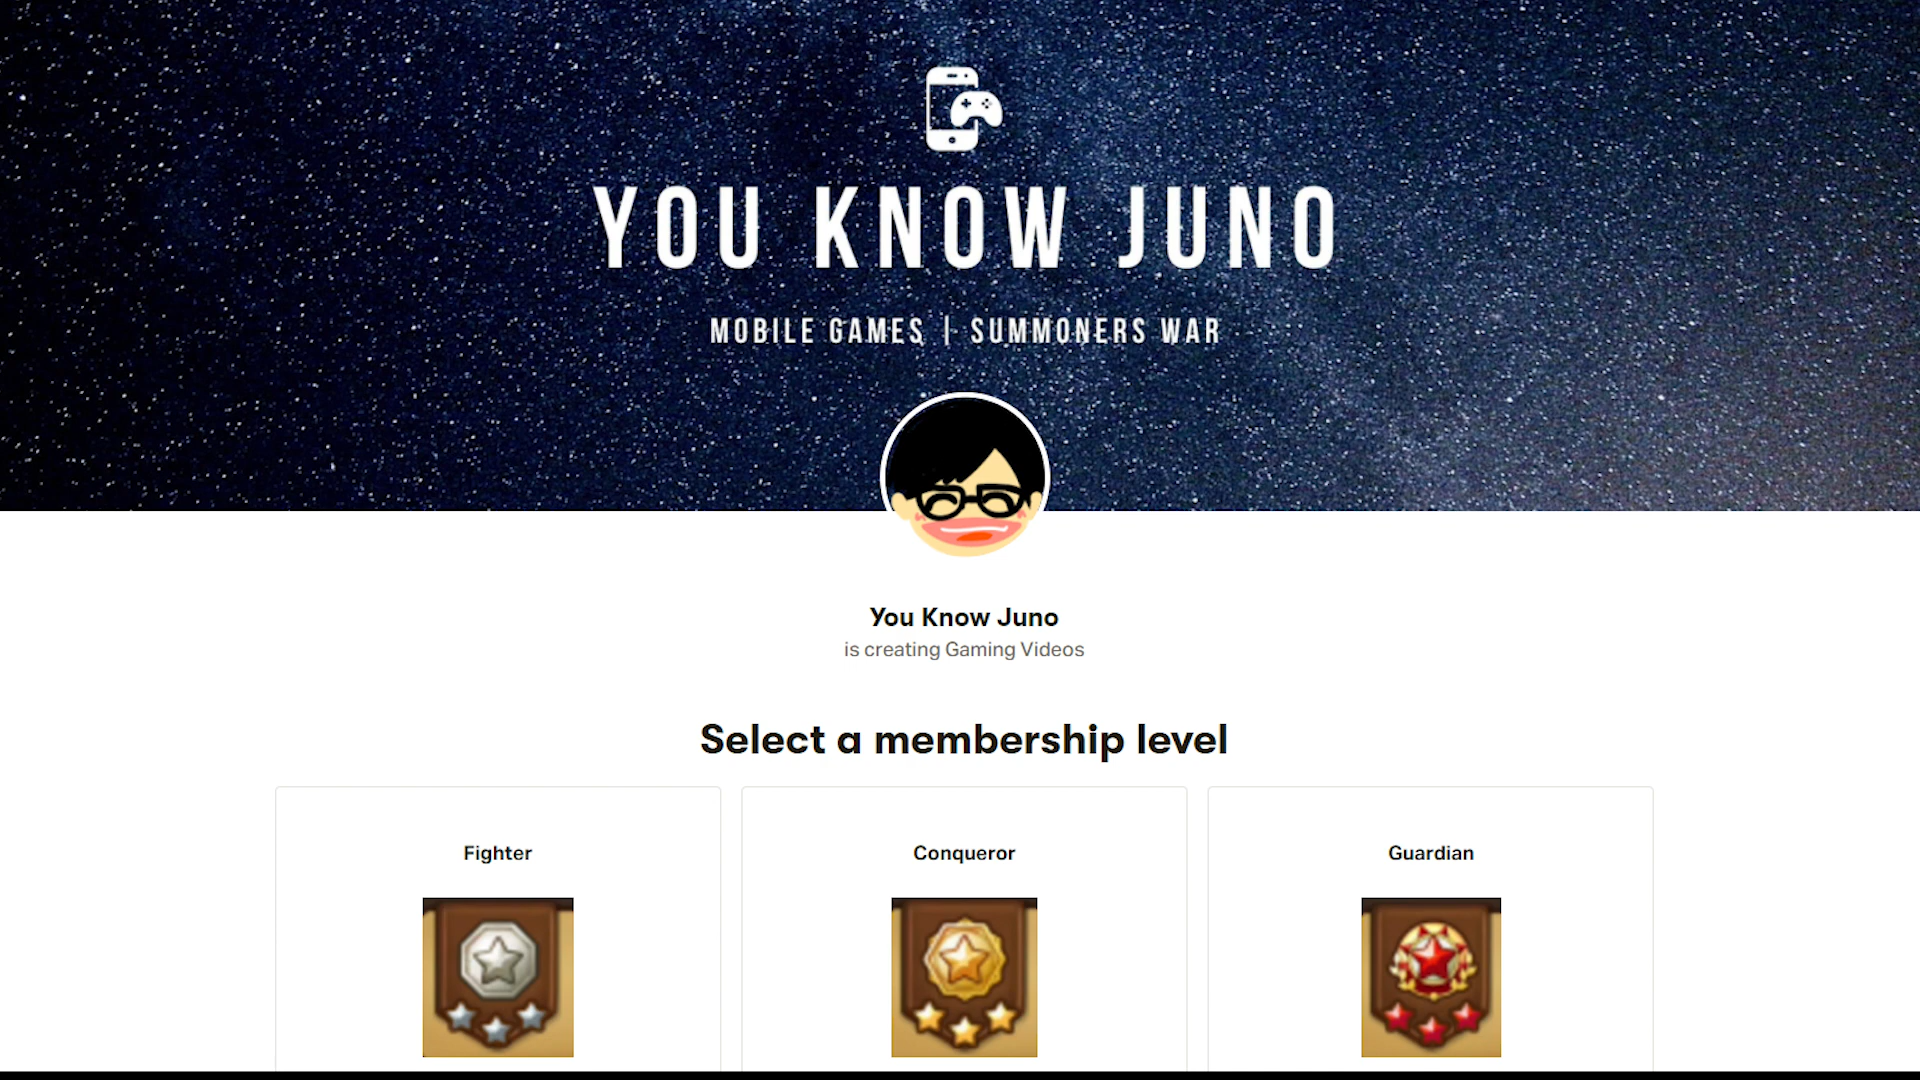 YOU KNOW JUNO
MOBILE GAMES | SUMMONERS WAR
You Know Juno
is creating Gaming Videos
Select a membership level
Fighter
Conqueror
Guardian